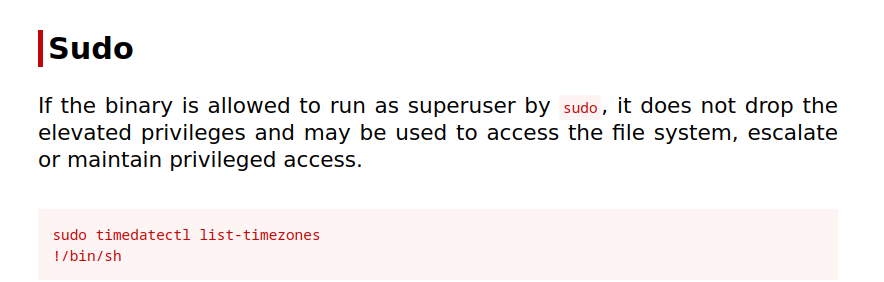 Sudo
If the binary is allowed to run as superuser by sudo, it does not drop the
elevated privileges and may be used to access the file system, escalate
or maintain privileged access.
sudo timedatectl list-timezones
!/bin/sh